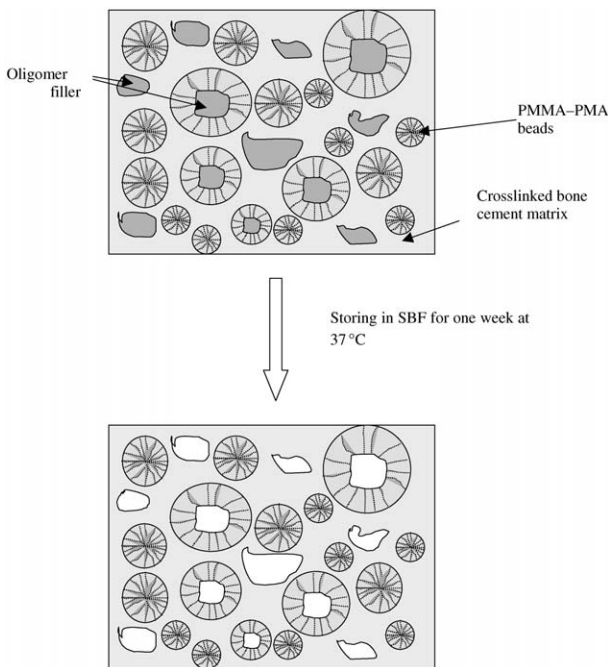 Oligomer
filler
PMMA–PMA
beads
Crosslinked bone
cement matrix
Storing in SBF for one week at
37 °C